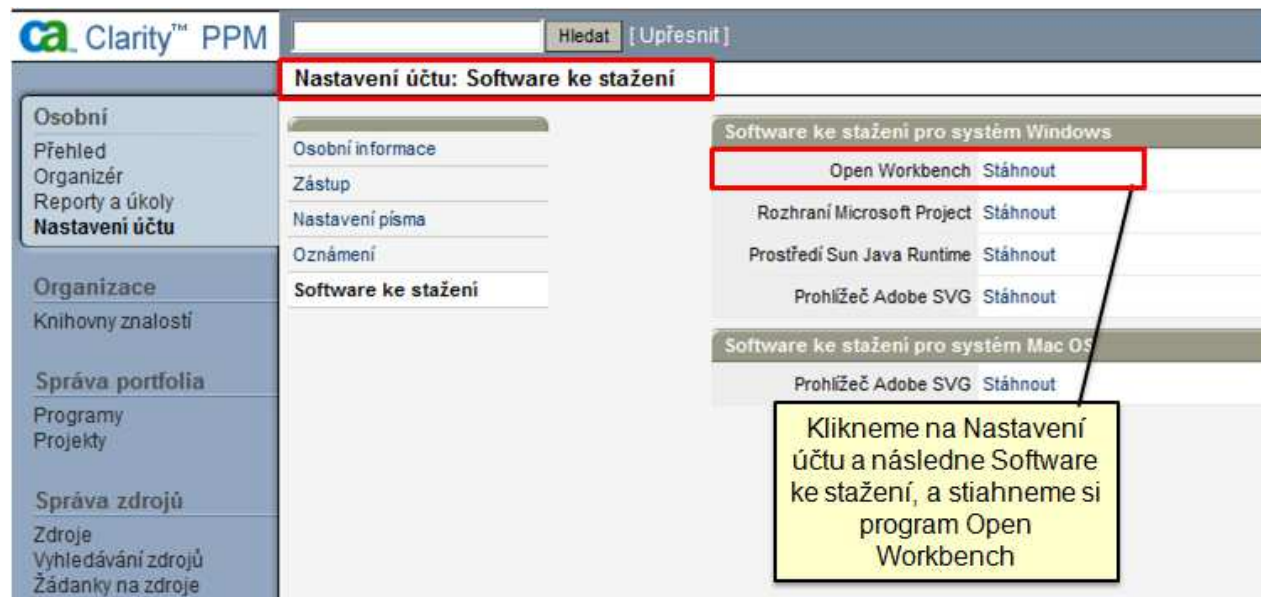 ca Clarity™ PPM
Hledat [ Upřesnit ]
Nastavení účtu: Software ke stažení
Osobní
Přehled
Organizér
Reporty a úkoly
Nastavení účtu
Organizace
Knihovny znalostí
Správa portfolia
Programy
Projekty
Správa zdrojů
Zdroje
Vyhledávání zdrojů
Žádanky na zdroje
Osobní informace
Zástup
Nastavení písma
Oznámení
Software ke stažení
Software ke stažení pro systém Windows
Open Workbench Stáhnout
Rozhraní Microsoft Project Stáhnout
Prostředí Sun Java Runtime Stáhnout
Prohlížeč Adobe SVG Stáhnout
Software ke stažení pro systém Mac OS
Prohlížeč Adobe SVG Stáhnout
Klikneme na Nastavení
účtu a následne Software
ke stažení, a stiahneme si
program Open
Workbench